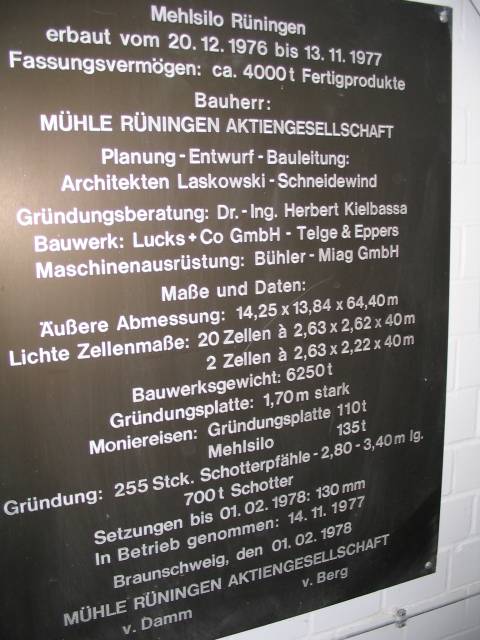 Mehlsilo Rüningen
erbaut vom 20.12.1976 bis 13.11.1977
Fassungsvermögen: ca. 4000 t Fertigprodukte
Bauherr:
MÜHLE RÜNINGEN AKTIENGESELLSCHAFT
Planung - Entwurf - Bauleitung:
Architekten Laskowski - Schneidewind
Gründungsberatung: Dr. - Ing. Herbert Kielbassa
Bauwerk: Lucks + Co GmbH - Telge & Eppers
Maschinenausrüstung: Bühler - Miag GmbH
Maße und Daten:
Äußere Abmessung: 14,25 x 13,84 x 64,40 m
Lichte Zellenmaße: 20 Zellen à 2,63 x 2,62 x 40 m
2 Zellen à 2,63 x 2,22 x 40 m
Bauwerksgewicht: 6250 t
Gründungsplatte: 1,70 m stark
Moniereisen: Gründungsplatte 110 t
Mehlsilo 135 t
Gründung: 255 Stck. Schotterpfähle - 2,80 - 3,40 m lg.
700 t Schotter
Setzungen bis 01.02.1978: 130 mm
In Betrieb genommen: 14.11.1977
Braunschweig, den 01.02.1978
MÜHLE RÜNINGEN AKTIENGESELLSCHAFT
v. Damm v. Berg